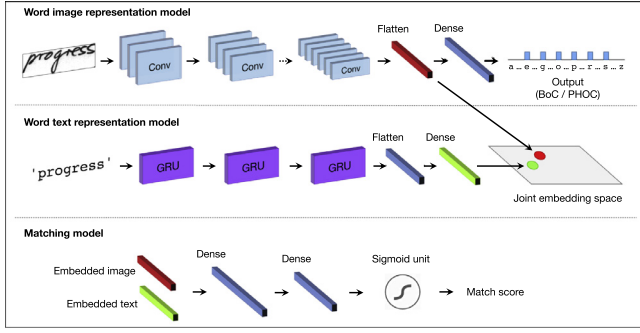 Word image representation model
progress
Conv
Conv
Conv
Flatten
Dense
a … e … g … o … p … r … s … z
Output
(BoC / PHOC)
Word text representation model
'progress'
GRU
GRU
GRU
Flatten
Dense
Joint embedding space
Matching model
Embedded image
Embedded text
Dense
Dense
Sigmoid unit
Match score